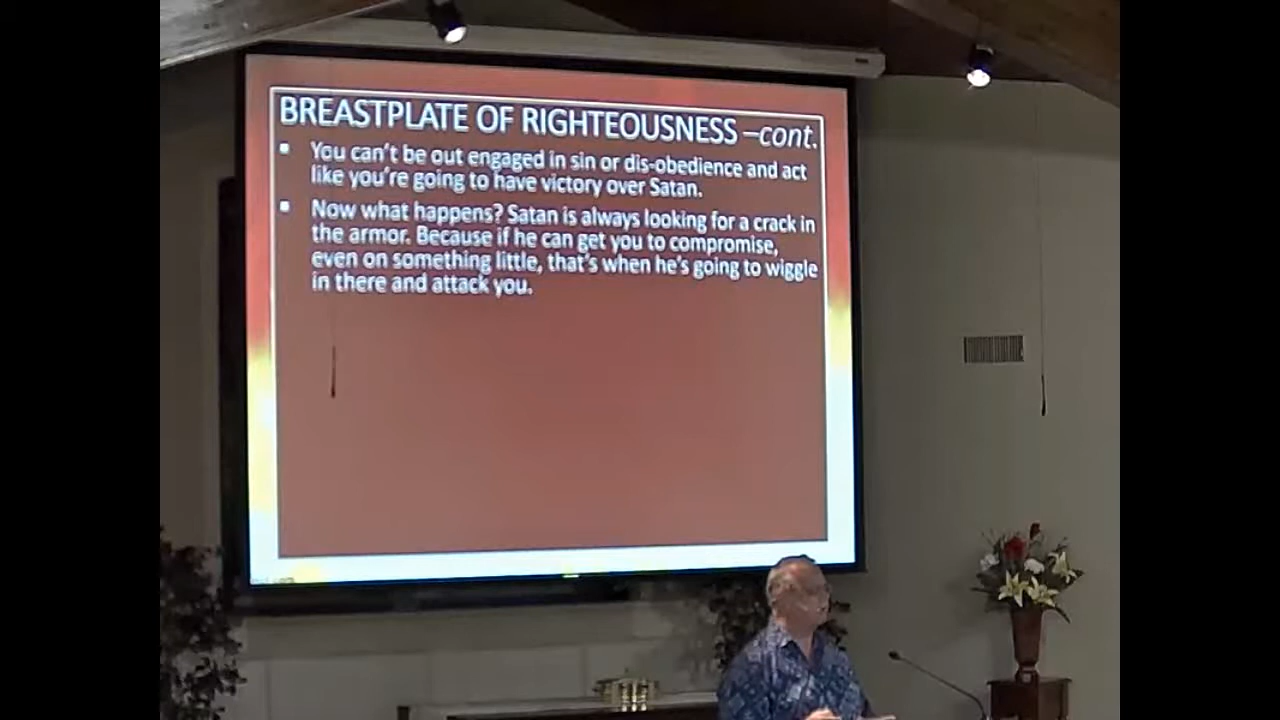 BREASTPLATE OF RIGHTEOUSNESS –cont.
▪ You can't be out engaged in sin or dis-obedience and act
like you're going to have victory over Satan.
▪ Now what happens? Satan is always looking for a crack in
the armor. Because if he can get you to compromise,
even on something little, that's when he's going to wiggle
in there and attack you.